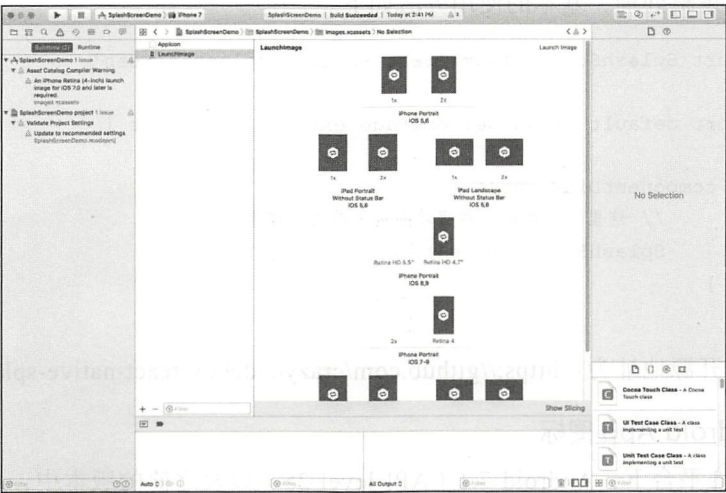 SplashScreenDemo
iPhone 7
SplashScreenDemo | Build Succeeded | Today at 2:41 PM
Buildtime (2)
Runtime
SplashScreenDemo 1 issue
Asset Catalog Compiler Warning
An iPhone Retina (4-inch) launch
image for iOS 7.0 and later is
required.
Images.xcassets
SplashScreenDemo project 1 issue
Validate Project Settings
Update to recommended settings
SplashScreenDemo.xcodeproj
SplashScreenDemo
SplashScreenDemo
Images.xcassets
No Selection
AppIcon
LaunchImage
LaunchImage
Launch Image
1x
2x
iPhone Portrait
iOS 5,6
1x
2x
1x
2x
iPad Portrait
Without Status Bar
iOS 5,6
iPad Landscape
Without Status Bar
iOS 5,6
Retina HD 5.5"
Retina HD 4.7"
iPhone Portrait
iOS 8,9
2x
Retina 4
iPhone Portrait
iOS 7-9
Show Slicing
No Selection
Cocoa Touch Class - A Cocoa
Touch class
UI Test Case Class - A class
implementing a unit test
Unit Test Case Class - A class
implementing a unit test
Filter
Auto
Filter
All Output
Filter
Filter